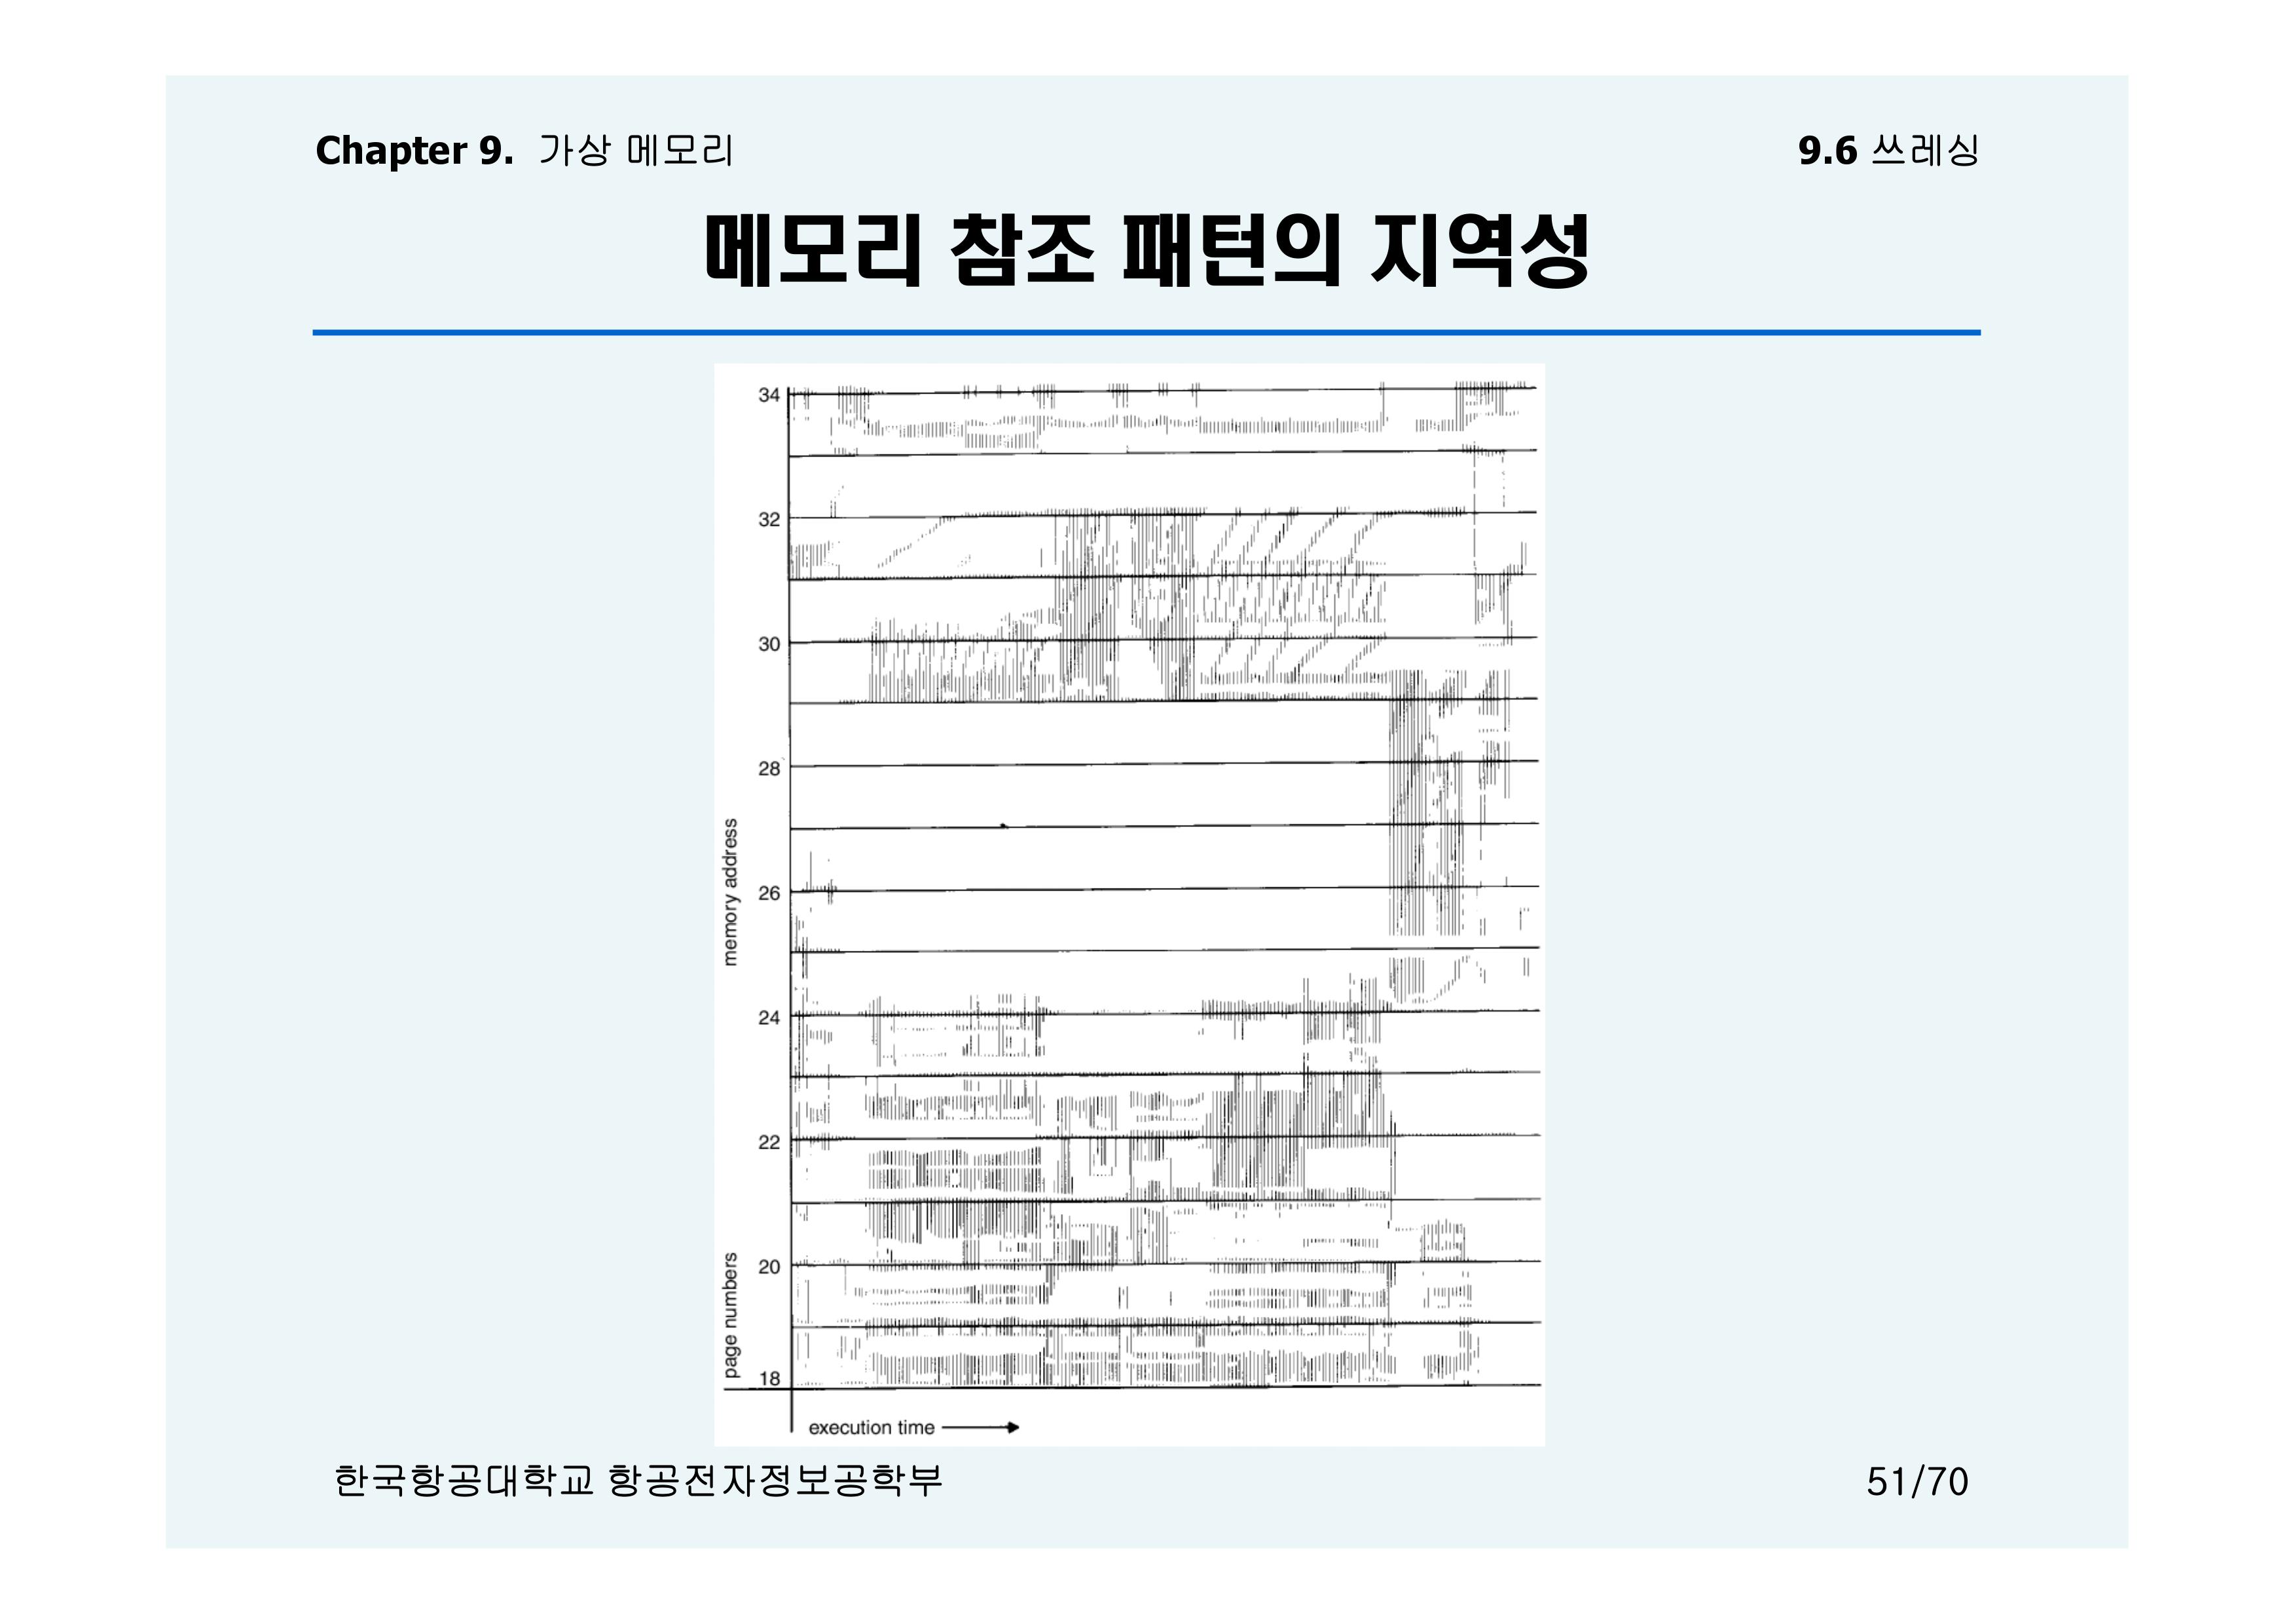 Chapter 9. 가상 메모리
9.6 쓰레싱
메모리 참조 패턴의 지역성
34
32
30
28
26
24
22
20
18
memory address
page numbers
execution time
한국항공대학교 항공전자정보공학부
51/70